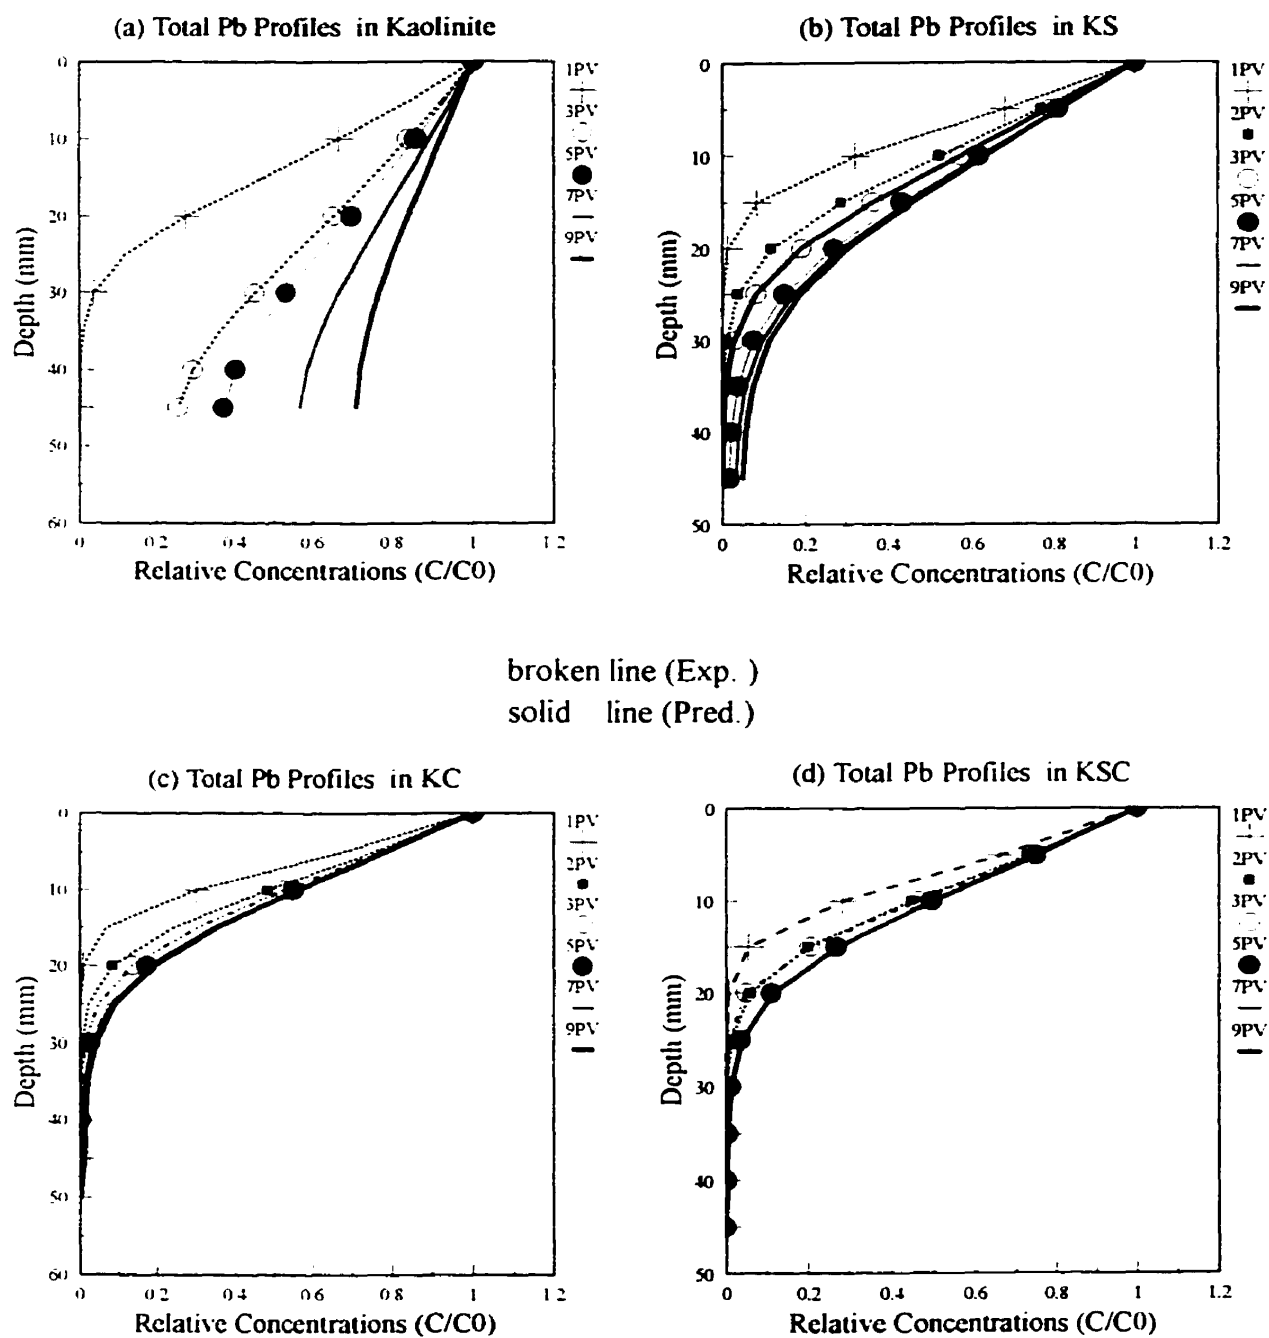 (a) Total Pb Profiles in Kaolinite
0
10
20
30
40
50
60
Depth (mm)
0
0.2
0.4
0.6
0.8
1
1.2
Relative Concentrations (C/C0)
1PV
3PV
5PV
7PV
9PV
(b) Total Pb Profiles in KS
0
10
20
30
40
50
Depth (mm)
0
0.2
0.4
0.6
0.8
1
1.2
Relative Concentrations (C/C0)
1PV
2PV
3PV
5PV
7PV
9PV
broken line (Exp. )
solid line (Pred.)
(c) Total Pb Profiles in KC
0
10
20
30
40
50
60
Depth (mm)
0
0.2
0.4
0.6
0.8
1
1.2
Relative Concentrations (C/C0)
1PV
2PV
3PV
5PV
7PV
9PV
(d) Total Pb Profiles in KSC
0
10
20
30
40
50
Depth (mm)
0
0.2
0.4
0.6
0.8
1
1.2
Relative Concentrations (C/C0)
1PV
2PV
3PV
5PV
7PV
9PV